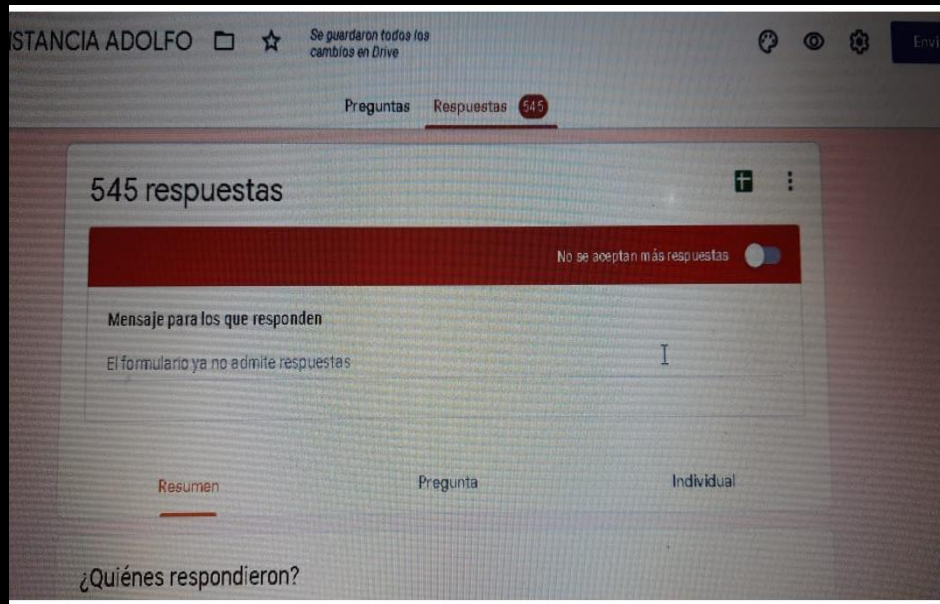 STANCIA ADOLFO
Se guardaron todos los
cambios en Drive
Envi
Preguntas Respuestas 545
545 respuestas
No se aceptan más respuestas
Mensaje para los que responden
El formulario ya no admite respuestas
Resumen Pregunta Individual
¿Quiénes respondieron?